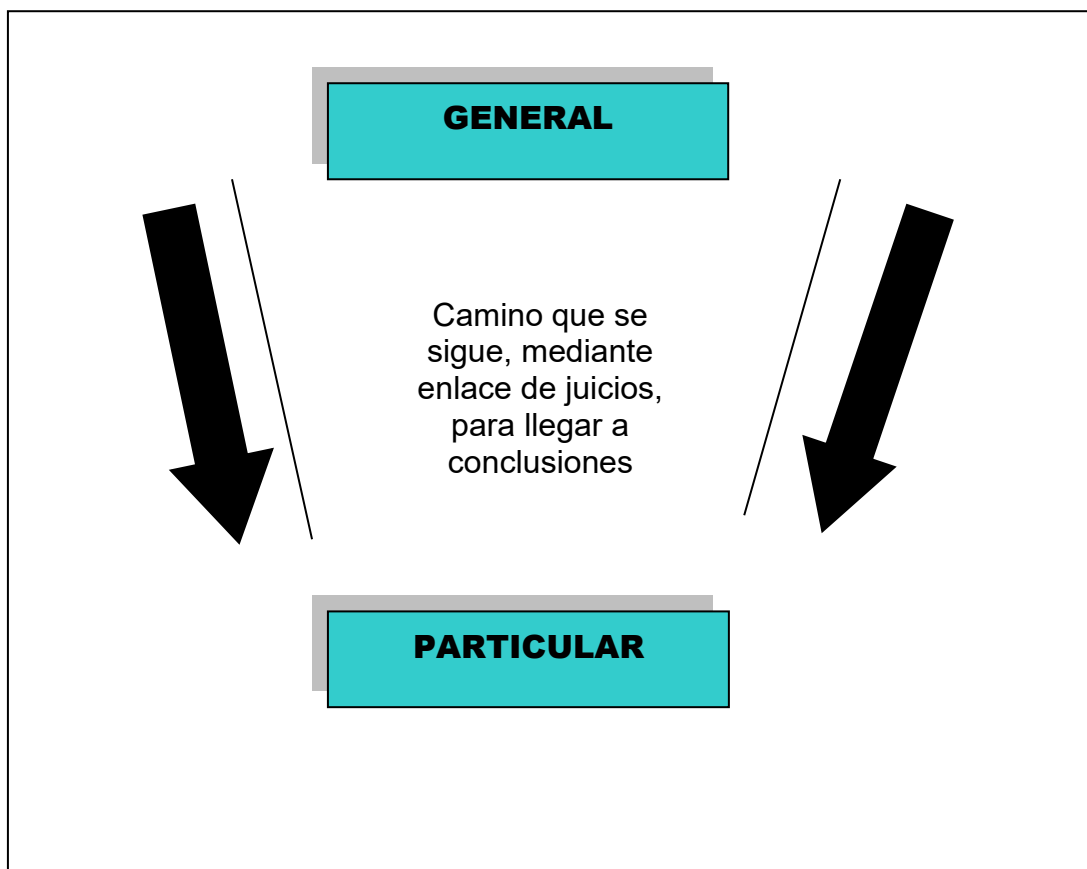 GENERAL
Camino que se
sigue, mediante
enlace de juicios,
para llegar a
conclusiones
PARTICULAR